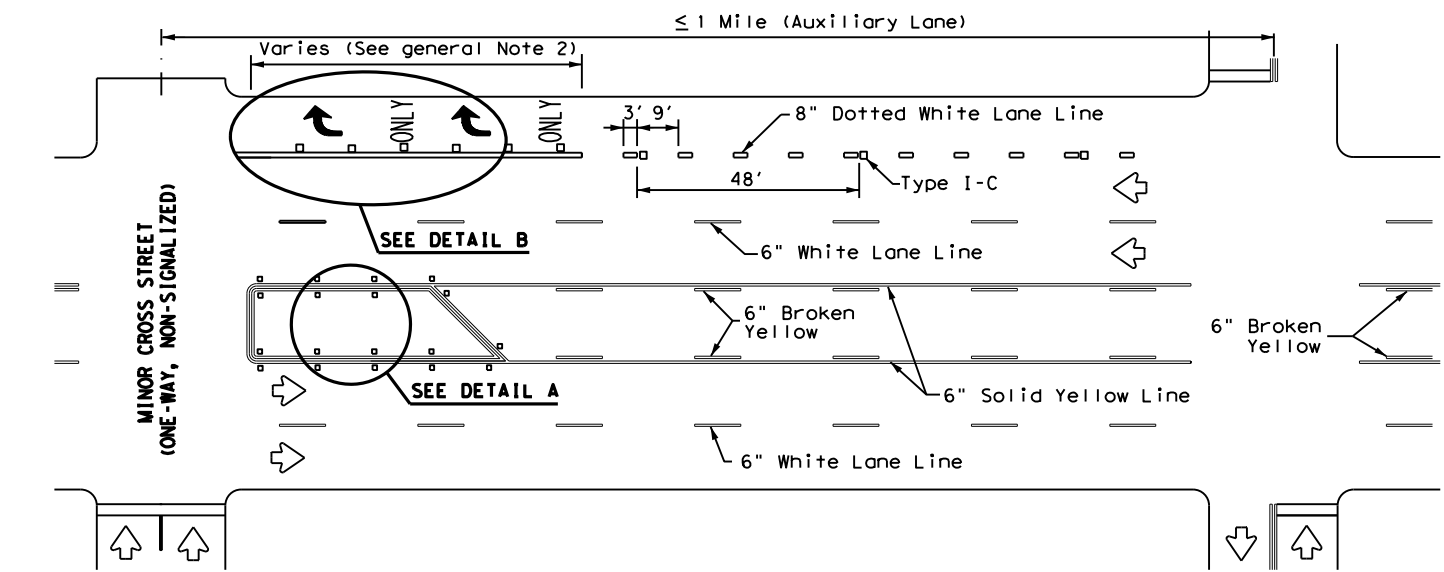 ≤ 1 Mile (Auxiliary Lane)
Varies (See general Note 2)
ONLY
ONLY
3' 9'
8" Dotted White Lane Line
48'
Type I-C
SEE DETAIL B
6" White Lane Line
MINOR CROSS STREET
(ONE-WAY, NON-SIGNALIZED)
6" Broken
Yellow
6" Broken
Yellow
SEE DETAIL A
6" Solid Yellow Line
6" White Lane Line